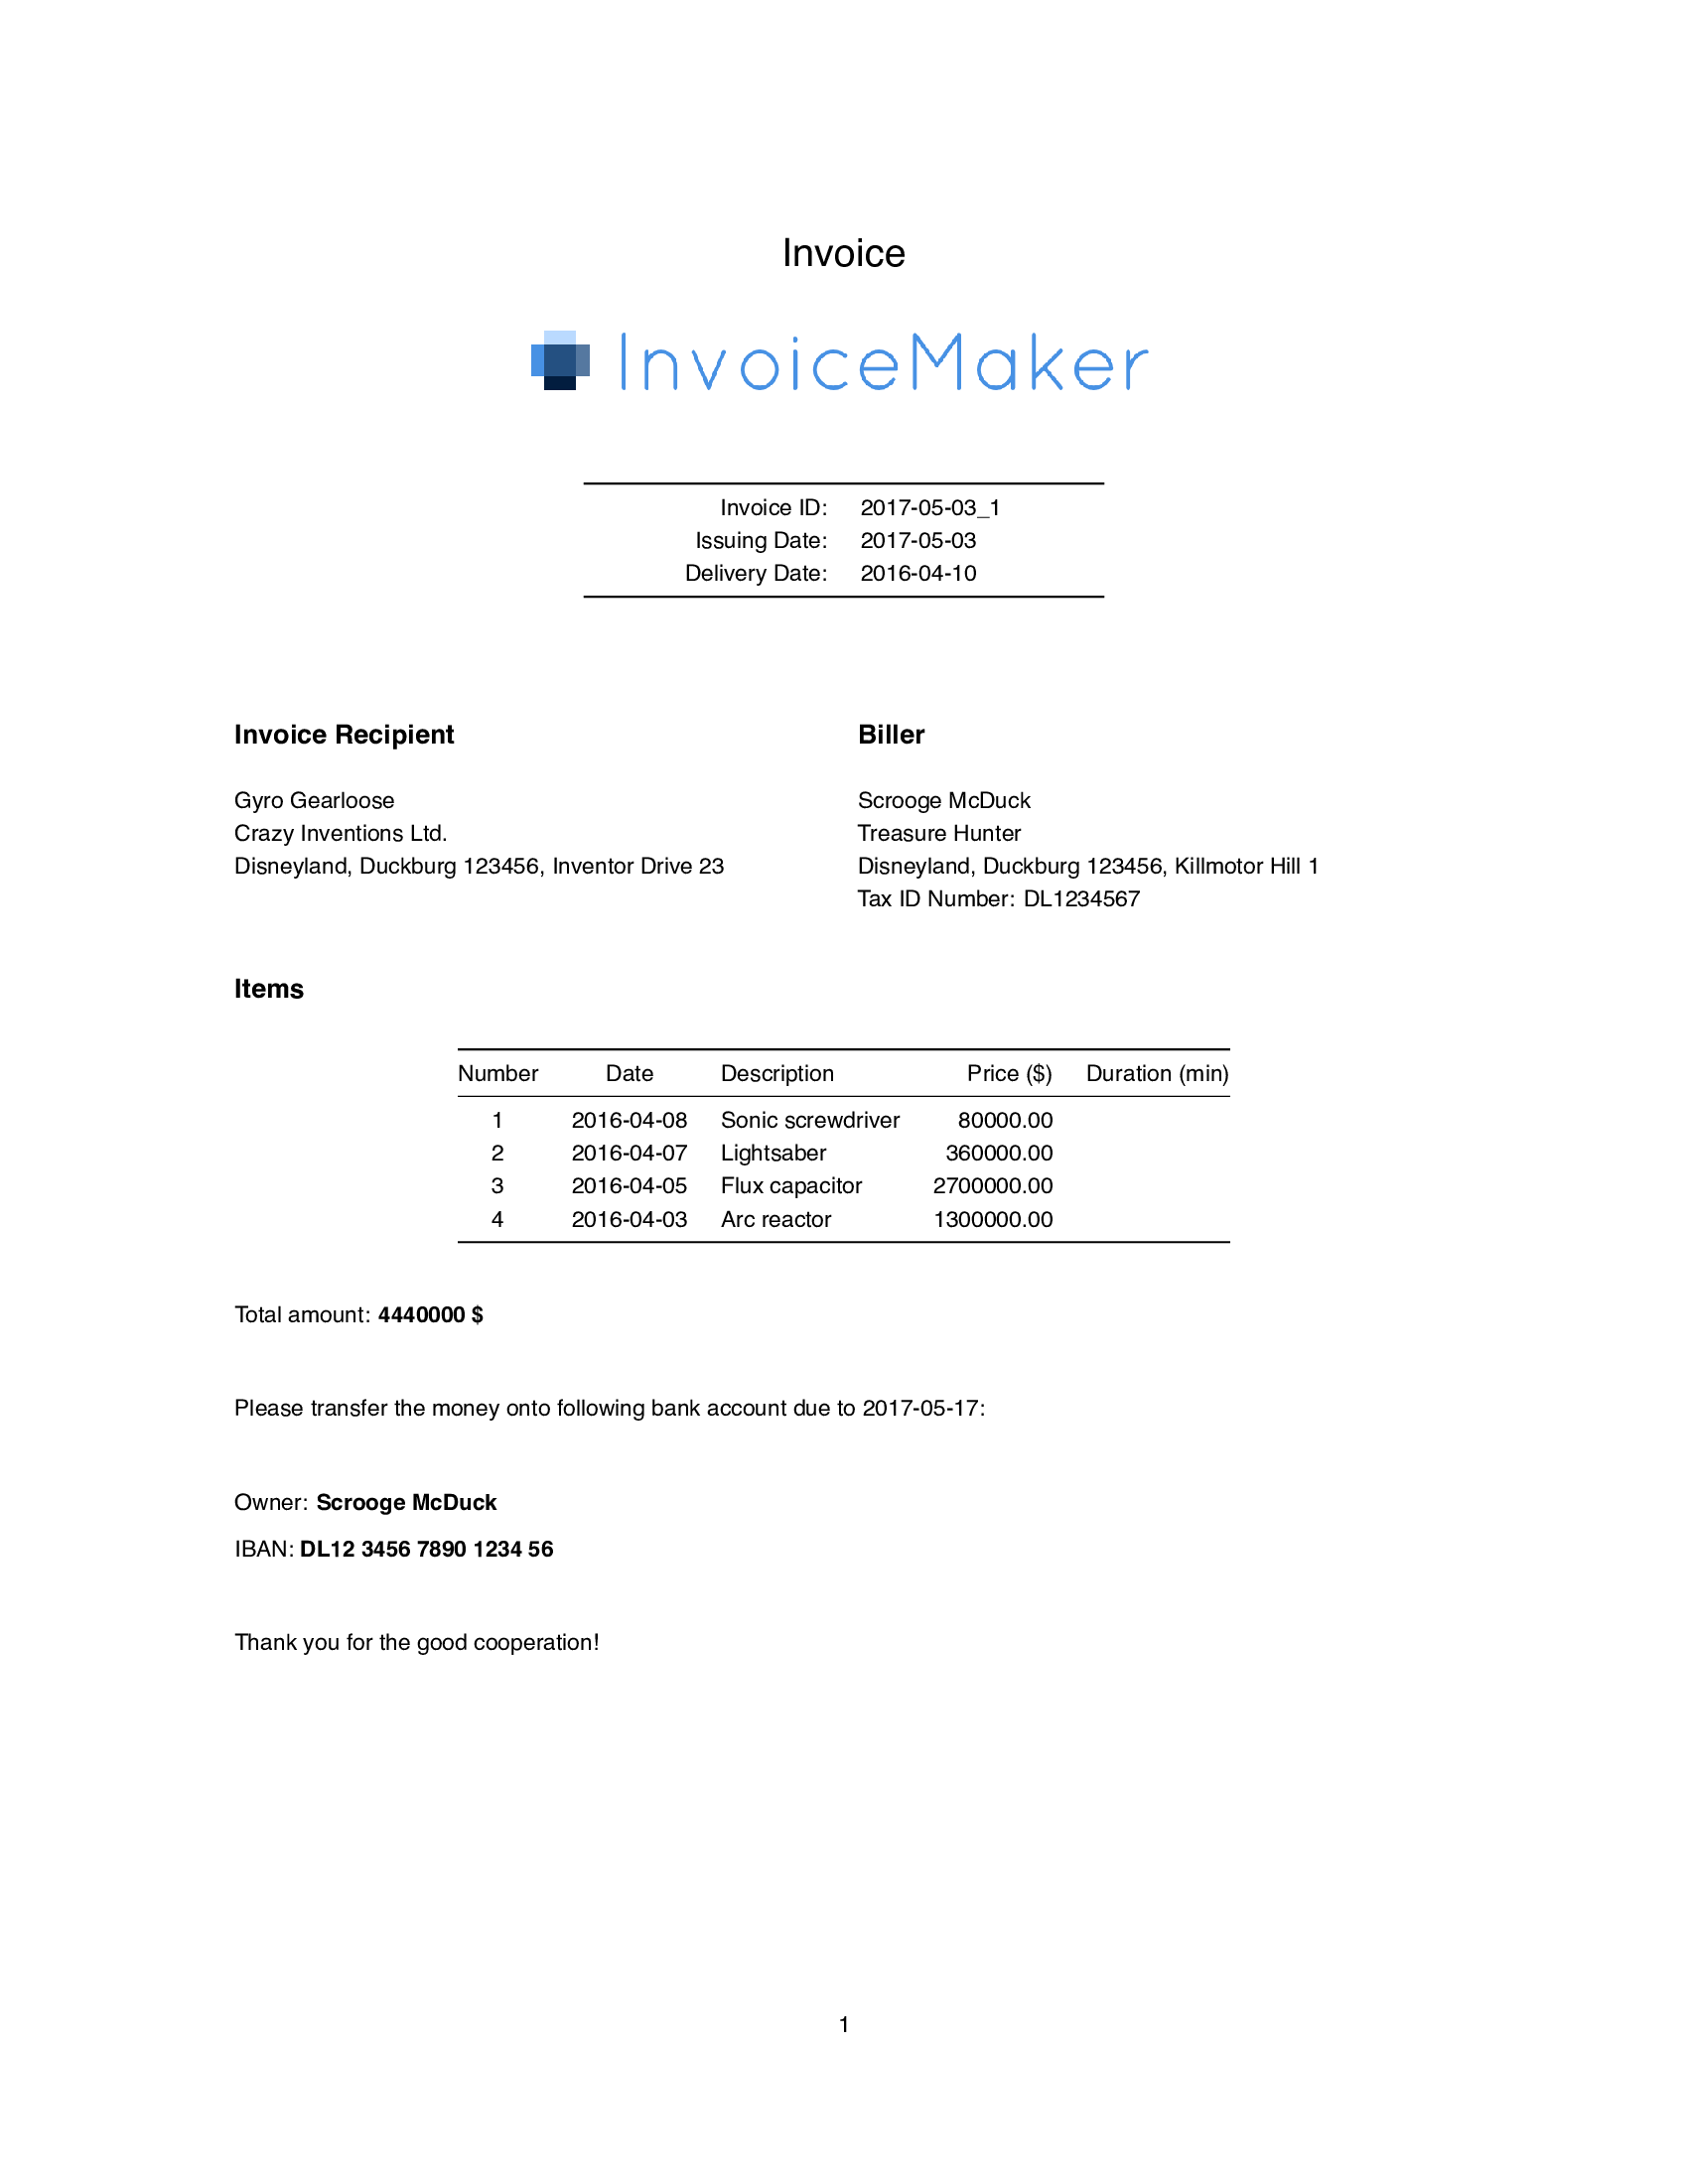 Invoice
InvoiceMaker
Invoice ID: 2017-05-03_1
Issuing Date: 2017-05-03
Delivery Date: 2016-04-10
Invoice Recipient
Gyro Gearloose
Crazy Inventions Ltd.
Disneyland, Duckburg 123456, Inventor Drive 23
Biller
Scrooge McDuck
Treasure Hunter
Disneyland, Duckburg 123456, Killmotor Hill 1
Tax ID Number: DL1234567
Items
Number Date Description Price ($) Duration (min)
1 2016-04-08 Sonic screwdriver 80000.00
2 2016-04-07 Lightsaber 360000.00
3 2016-04-05 Flux capacitor 2700000.00
4 2016-04-03 Arc reactor 1300000.00
Total amount: 4440000 $
Please transfer the money onto following bank account due to 2017-05-17:
Owner: Scrooge McDuck
IBAN: DL12 3456 7890 1234 56
Thank you for the good cooperation!
1